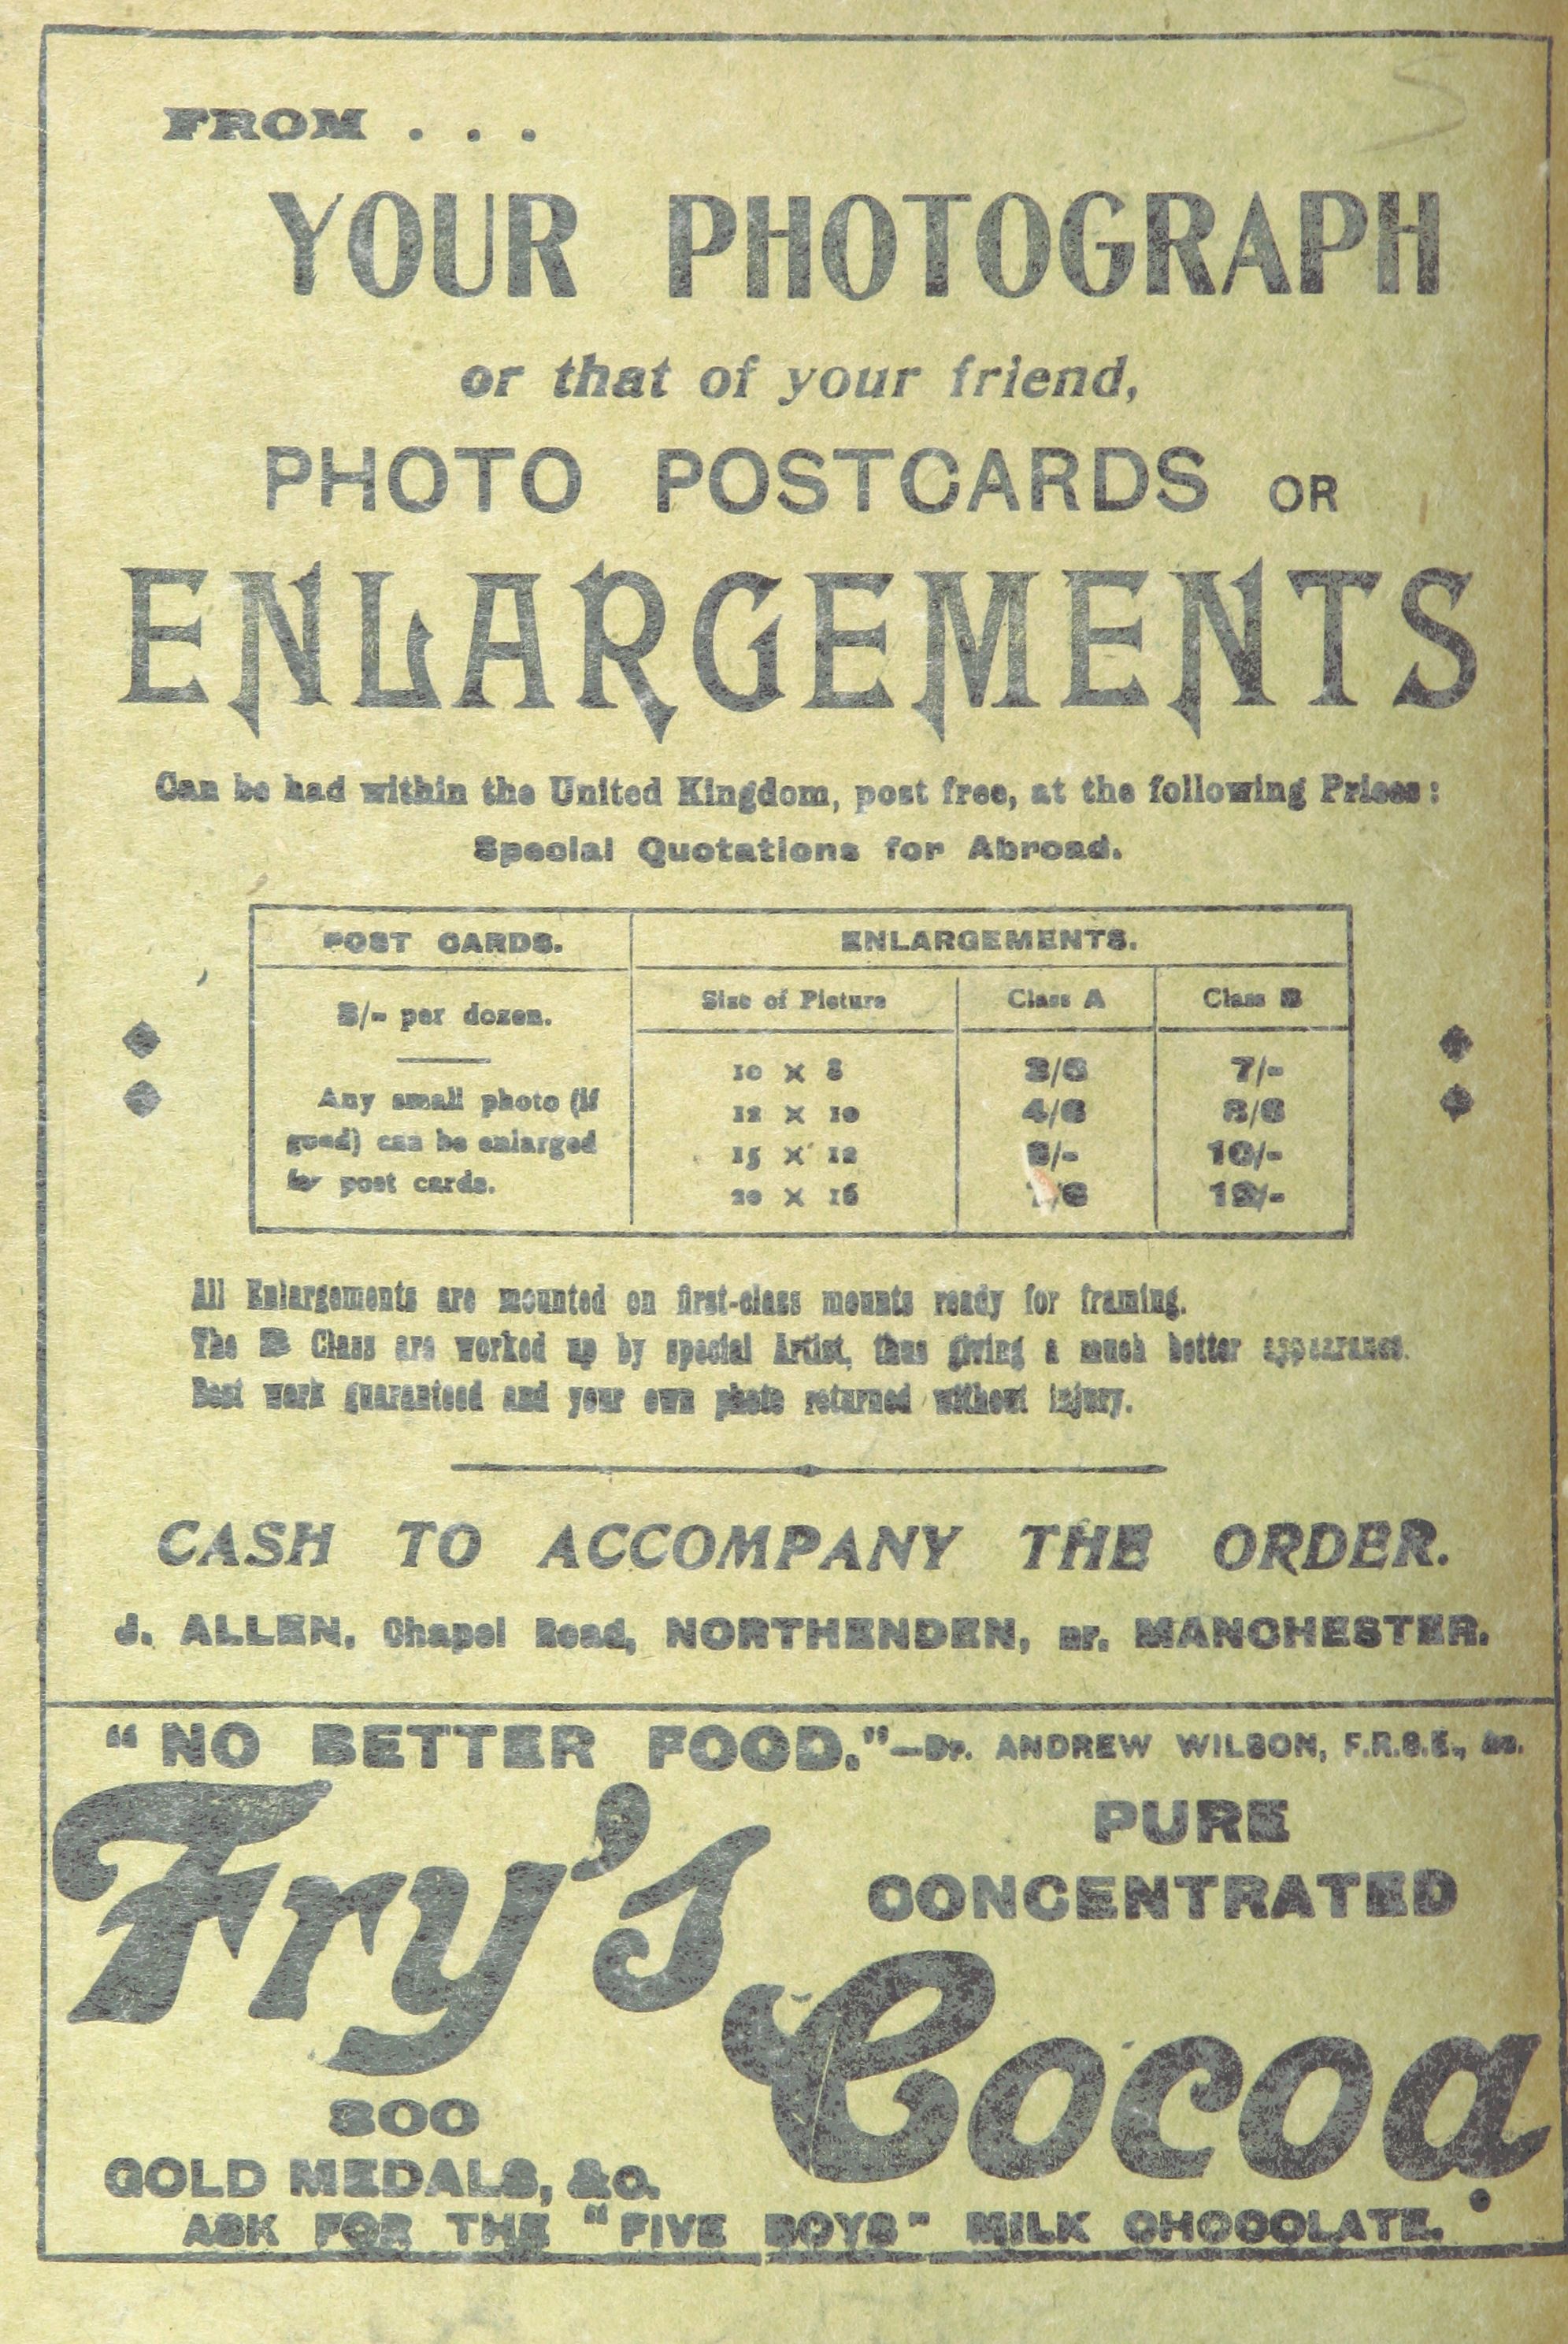 FROM . . .
YOUR PHOTOGRAPH
or that of your friend,
PHOTO POSTCARDS OR
ENLARGEMENTS
Can be had within the United Kingdom, post free, at the following Prices:
Special Quotations for Abroad.
POST CARDS. ENLARGEMENTS.
Size of Picture Class A Class B
per dozen.
10 × 8 7/-
Any small photo (if
12 × 10 4/6 8/6
good) can be enlarged
15 × 12 10/-
for post cards.
20 × 16
All Enlargements are mounted on first-class mounts ready for framing.
The B Class are worked up by special Artist, thus giving a much better appearance.
Best work guaranteed and your own photo returned without injury.
CASH TO ACCOMPANY THE ORDER.
J. ALLEN, Chapel Road, NORTHENDEN, nr. MANCHESTER.
"NO BETTER FOOD."—Dr. ANDREW WILSON, F.R.S.E., &c.
Fry's
PURE
CONCENTRATED
Cocoa
300
GOLD MEDALS, &c.
ASK FOR THE "FIVE BOYS" MILK CHOCOLATE.